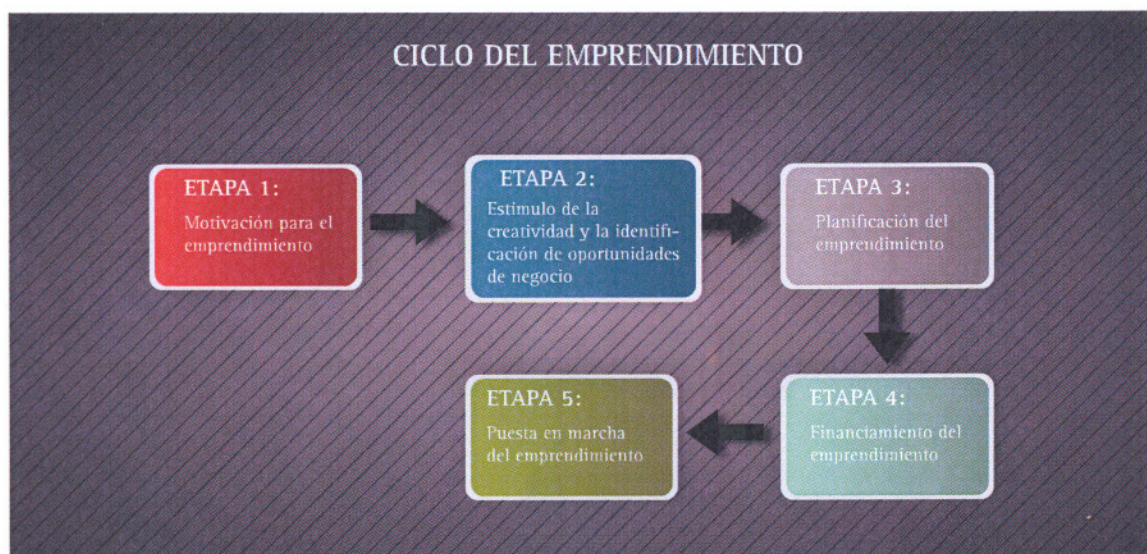 CICLO DEL EMPRENDIMIENTO
ETAPA 1:
Motivación para el
emprendimiento
ETAPA 2:
Estímulo de la
creatividad y la identifi-
cación de oportunidades
de negocio
ETAPA 3:
Planificación del
emprendimiento
ETAPA 4:
Financiamiento del
emprendimiento
ETAPA 5:
Puesta en marcha
del emprendimiento